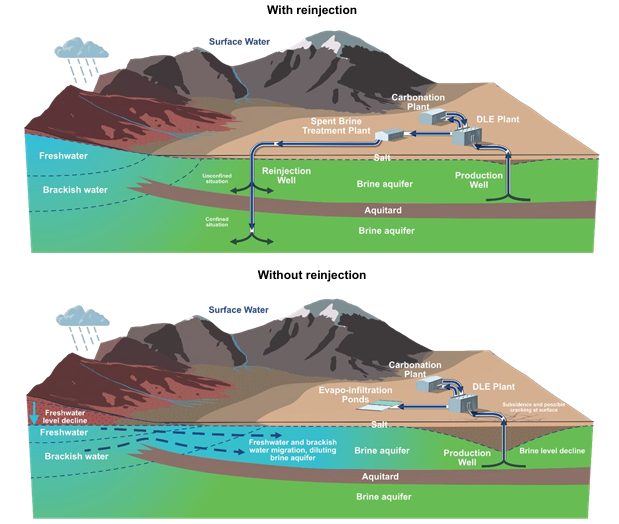 With reinjection
Surface Water
Carbonation
Plant
DLE Plant
Spent Brine
Treatment Plant
Salt
Freshwater
Unconfined
situation
Reinjection
Well
Brine aquifer
Production
Well
Brackish water
Aquitard
Confined
situation
Brine aquifer
Without reinjection
Surface Water
Carbonation
Plant
DLE Plant
Evapo-infiltration
Ponds
Subsidence and possible
cracking at surface
Freshwater
level decline
Salt
Freshwater
Freshwater and brackish
water migration, diluting
brine aquifer
Brine aquifer
Production
Well
Brine level decline
Brackish water
Aquitard
Brine aquifer